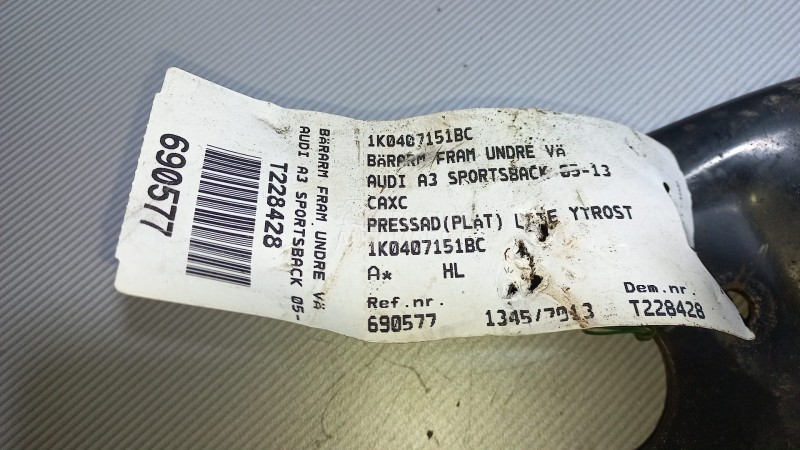 690577
T228428
BÄRARM FRAM UNDRE VÄ
AUDI A3 SPORTSBACK 05-
1K0407151BC
BÄRARM FRAM UNDRE VÄ
AUDI A3 SPORTSBACK 05-13
CAXC
PRESSAD(PLÅT) YTROST
1K0407151BC
A* HL
Ref.nr. Dem.nr.
690577 T228428